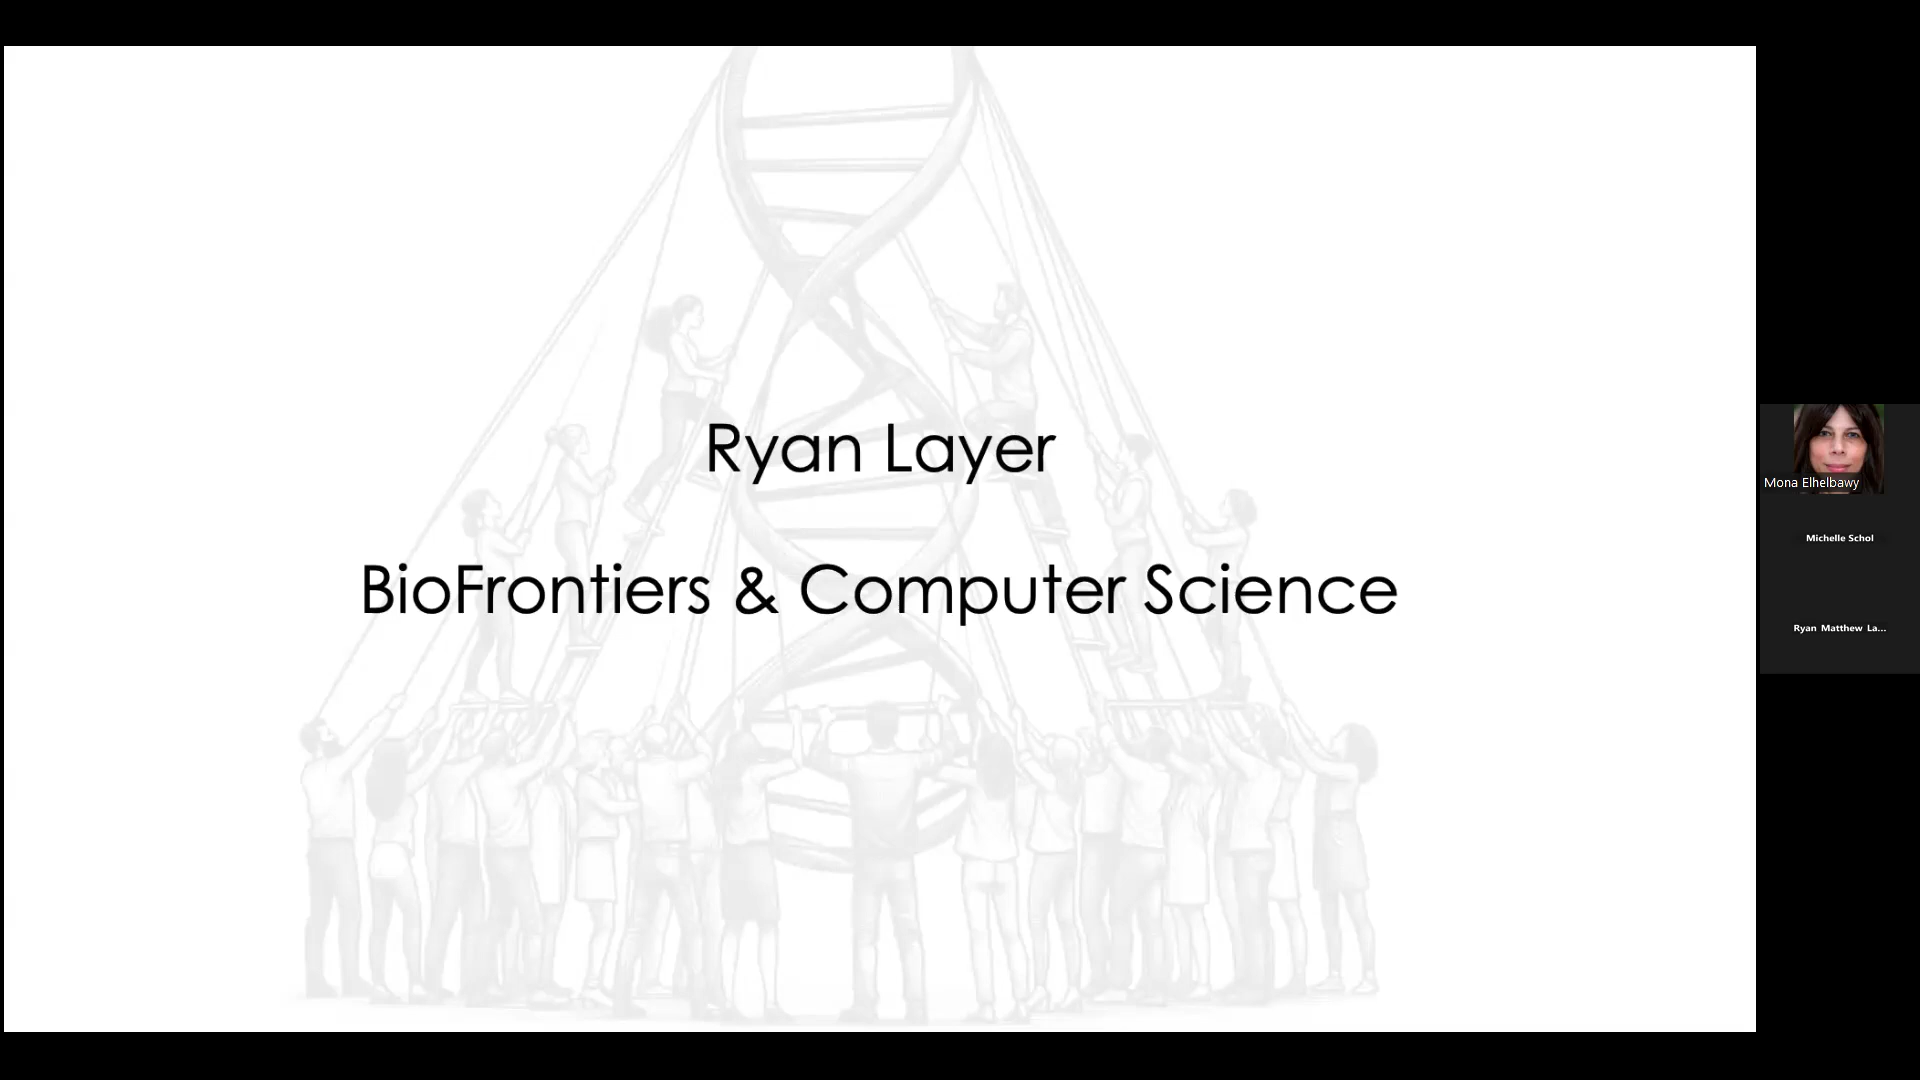 Ryan Layer
BioFrontiers & Computer Science
Mona Elhelbawy
Michelle Schol
Ryan Matthew La...